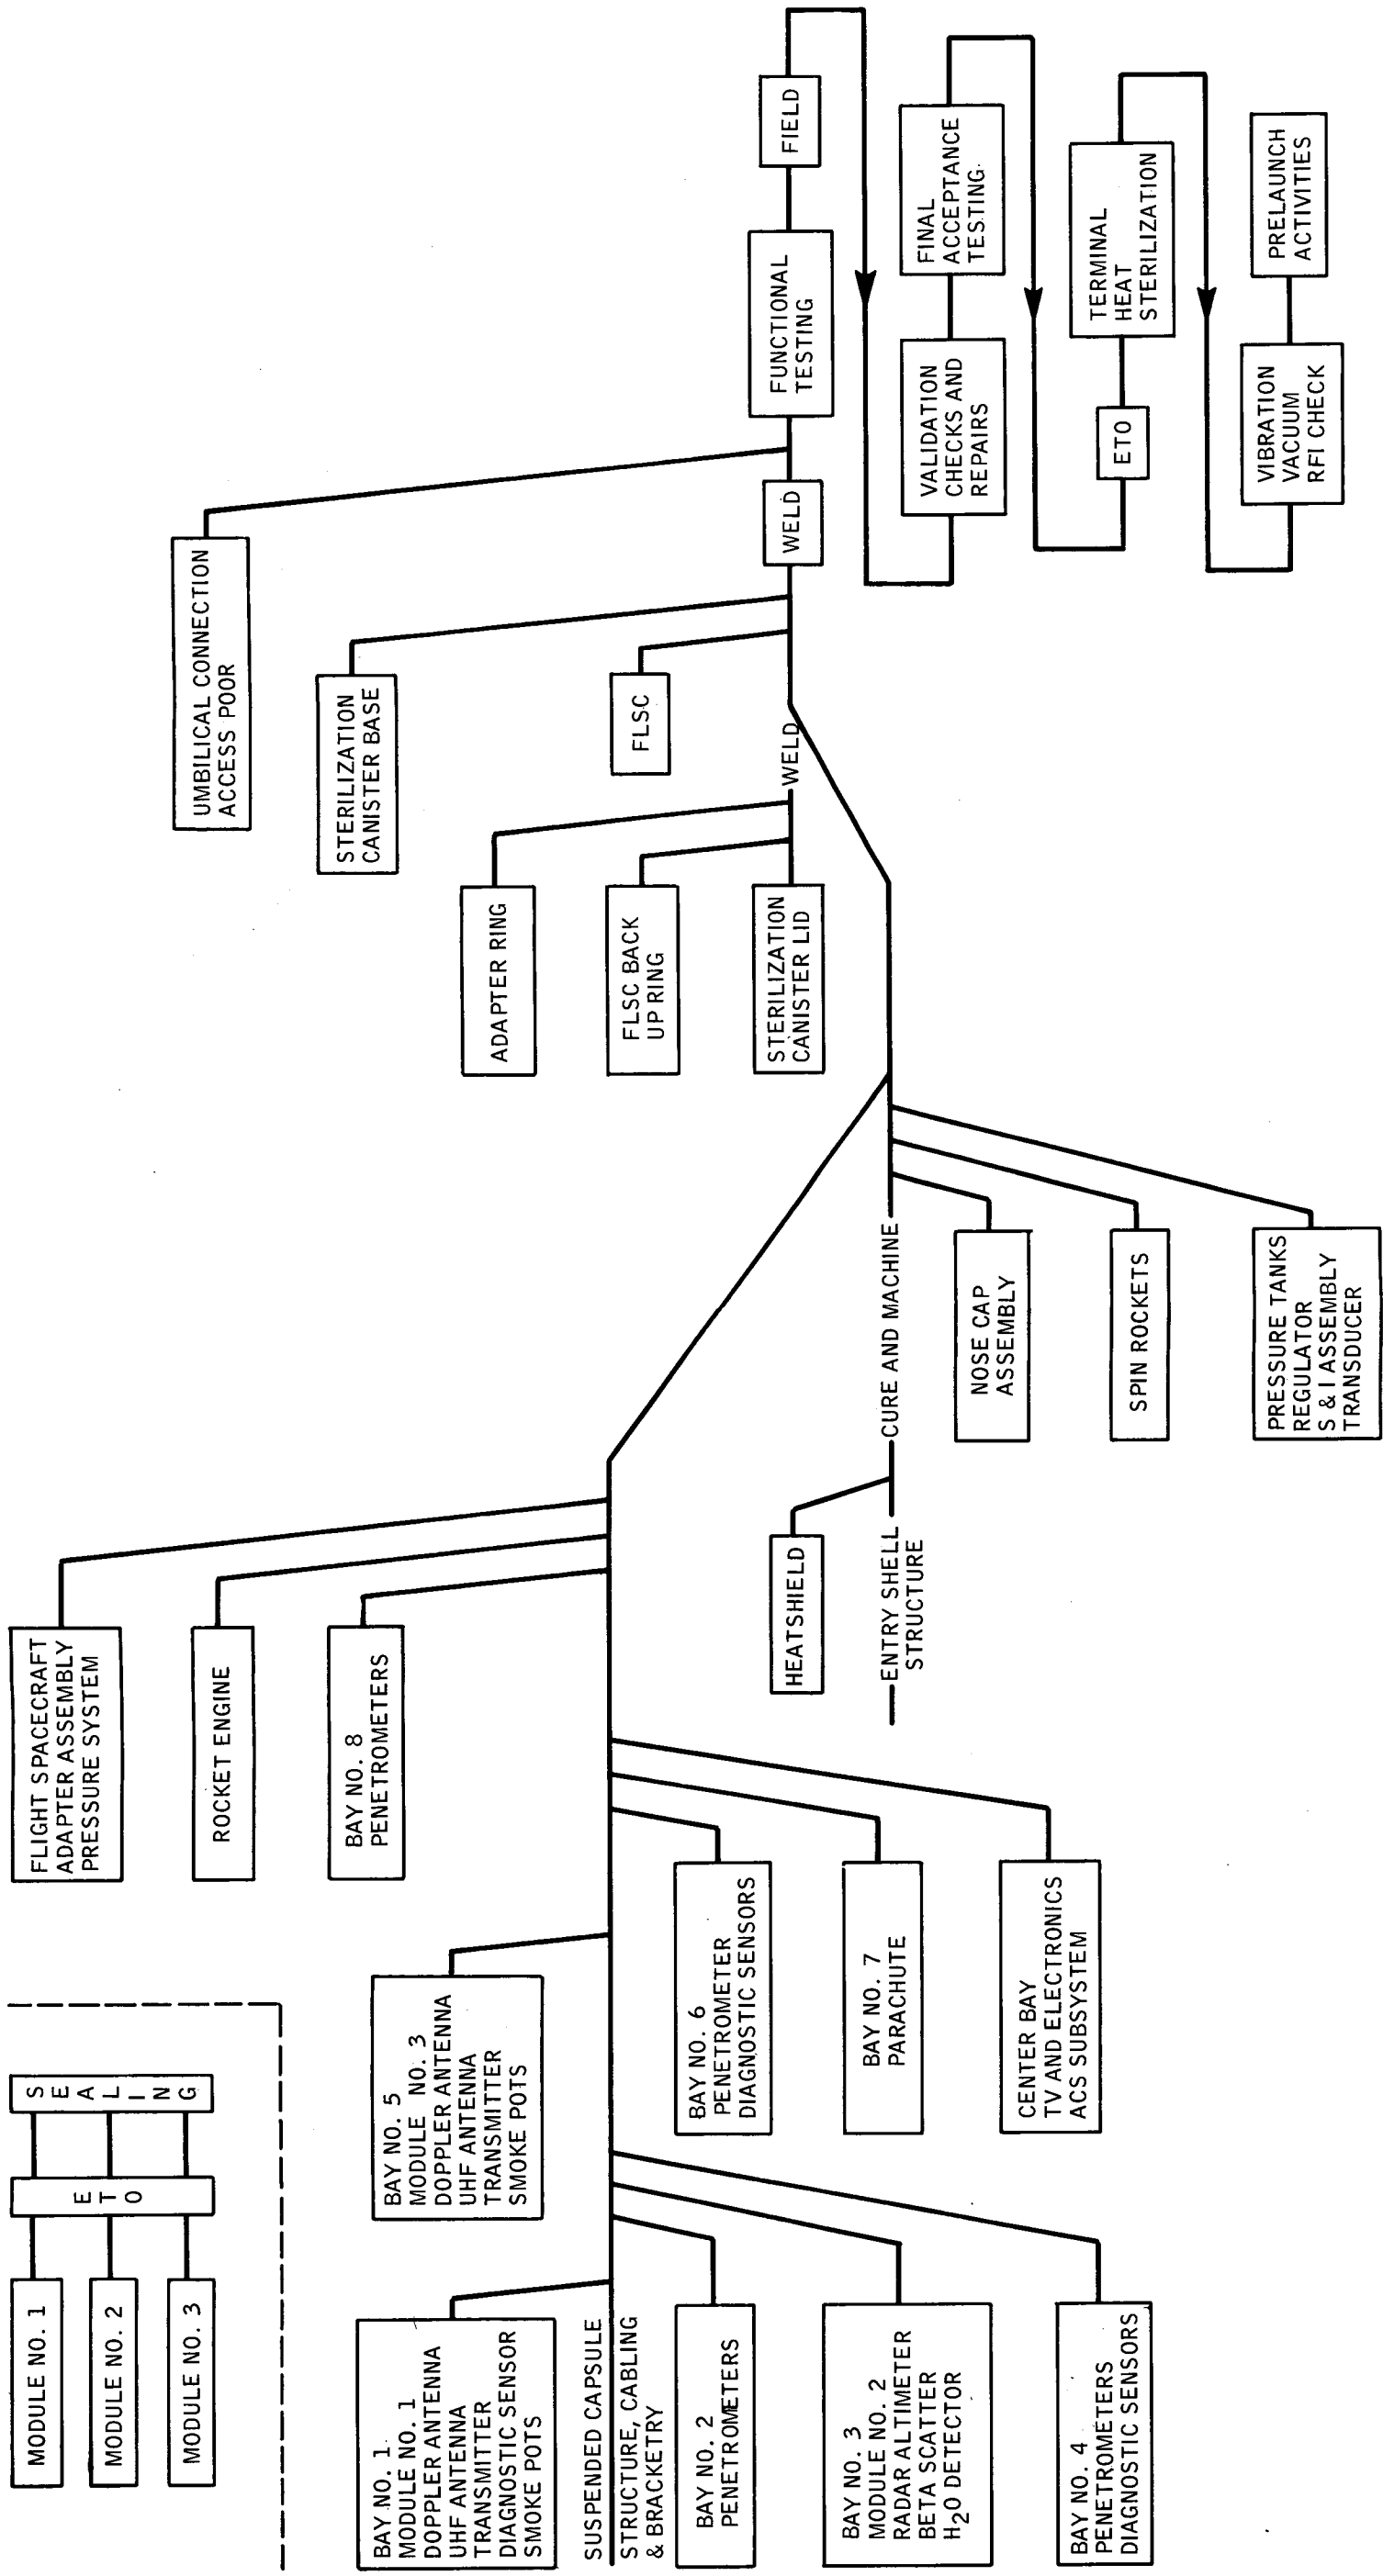 MODULE NO. 1
MODULE NO. 2
MODULE NO. 3
ETO
SEALING
BAY NO. 1
MODULE NO. 1
DOPPLER ANTENNA
UHF ANTENNA
TRANSMITTER
DIAGNOSTIC SENSOR
SMOKE POTS
SUSPENDED CAPSULE
STRUCTURE, CABLING
& BRACKETRY
BAY NO. 2
PENETROMETERS
BAY NO. 3
MODULE NO. 2
RADAR ALTIMETER
BETA SCATTER
H2O DETECTOR
BAY NO. 4
PENETROMETERS
DIAGNOSTIC SENSORS
BAY NO. 5
MODULE NO. 3
DOPPLER ANTENNA
UHF ANTENNA
TRANSMITTER
SMOKE POTS
BAY NO. 6
PENETROMETER
DIAGNOSTIC SENSORS
BAY NO. 7
PARACHUTE
CENTER BAY
TV AND ELECTRONICS
ACS SUBSYSTEM
FLIGHT SPACECRAFT
ADAPTER ASSEMBLY
PRESSURE SYSTEM
ROCKET ENGINE
BAY NO. 8
PENETROMETERS
HEATSHIELD
ENTRY SHELL
STRUCTURE
CURE AND MACHINE
NOSE CAP
ASSEMBLY
SPIN ROCKETS
PRESSURE TANKS
REGULATOR
S & I ASSEMBLY
TRANSDUCER
ADAPTER RING
FLSC BACK
UP RING
STERILIZATION
CANISTER LID
WELD
UMBILICAL CONNECTION
ACCESS POOR
STERILIZATION
CANISTER BASE
FLSC
WELD
FUNCTIONAL
TESTING
FIELD
VALIDATION
CHECKS AND
REPAIRS
FINAL
ACCEPTANCE
TESTING.
ETO
TERMINAL
HEAT
STERILIZATION
VIBRATION
VACUUM
RFI CHECK
PRELAUNCH
ACTIVITIES